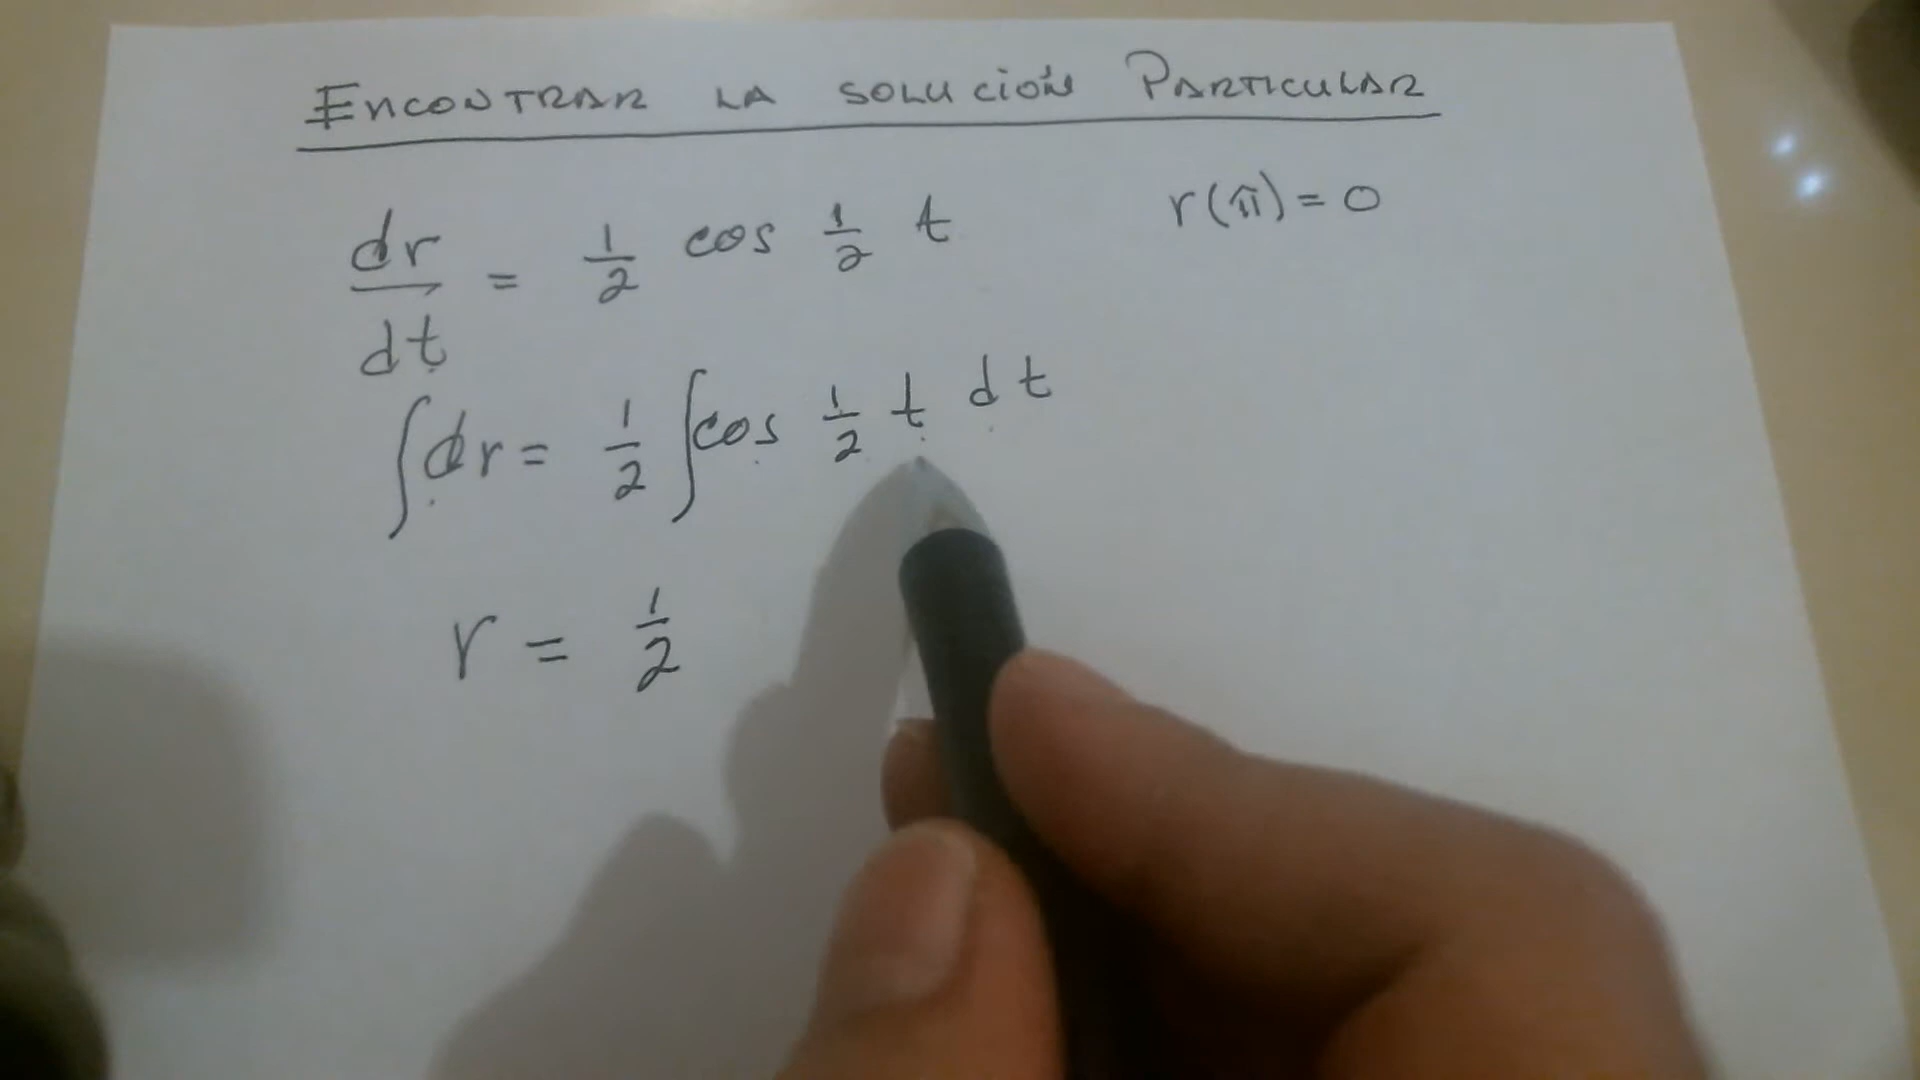 ENCONTRAR LA SOLUCIÓN PARTICULAR
dr/dt = 1/2 cos 1/2 t r(π) = 0
∫dr = 1/2 ∫cos 1/2 t dt
r = 1/2